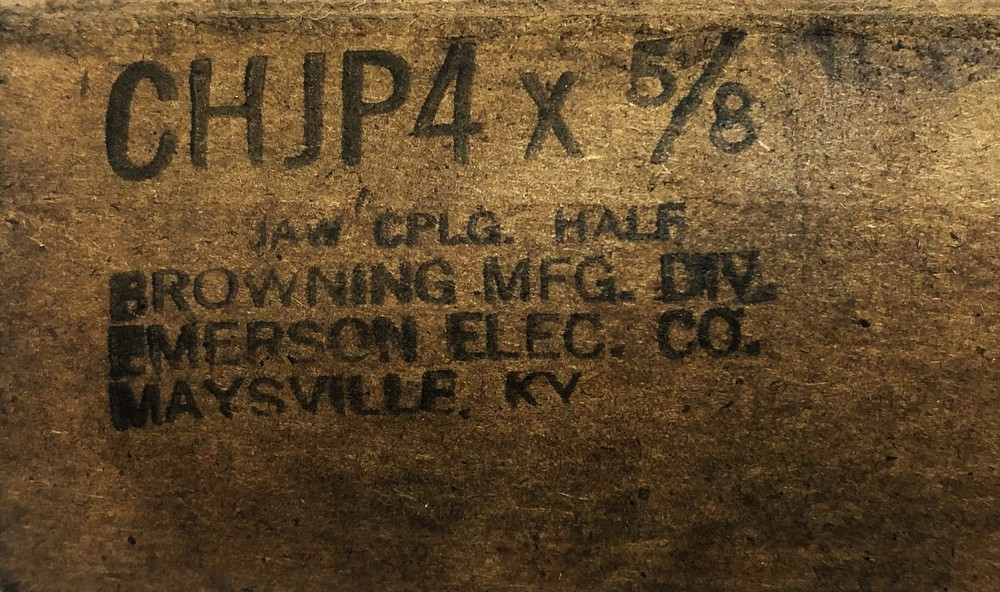 CHJP4 x 5/8
JAW CPLG. HALF
BROWNING MFG. DIV.
EMERSON ELEC. CO.
MAYSVILLE, KY